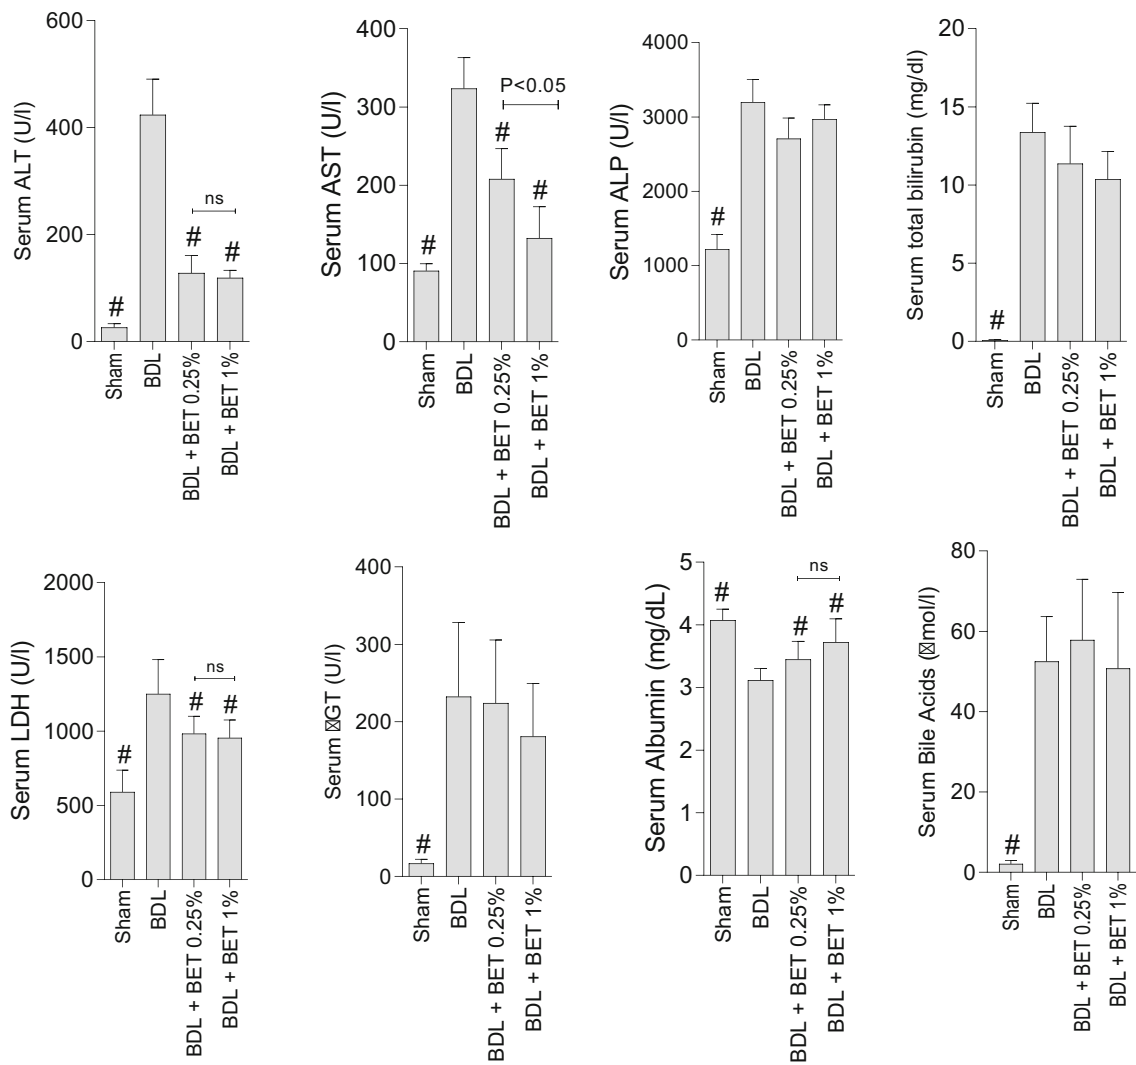 Serum ALT (U/l)
600
400
200
0
#
#
#
ns
Sham
BDL
BDL + BET 0.25%
BDL + BET 1%
Serum AST (U/l)
400
300
200
100
0
#
#
#
P<0.05
Sham
BDL
BDL + BET 0.25%
BDL + BET 1%
Serum ALP (U/l)
4000
3000
2000
1000
0
#
Sham
BDL
BDL + BET 0.25%
BDL + BET 1%
Serum total bilirubin (mg/dl)
20
15
10
5
0
#
Sham
BDL
BDL + BET 0.25%
BDL + BET 1%
Serum LDH (U/l)
2000
1500
1000
500
0
#
#
#
ns
Sham
BDL
BDL + BET 0.25%
BDL + BET 1%
Serum GT (U/l)
400
300
200
100
0
#
Sham
BDL
BDL + BET 0.25%
BDL + BET 1%
Serum Albumin (mg/dL)
5
4
3
2
1
0
#
#
#
ns
Sham
BDL
BDL + BET 0.25%
BDL + BET 1%
Serum Bile Acids (mol/l)
80
60
40
20
0
#
Sham
BDL
BDL + BET 0.25%
BDL + BET 1%